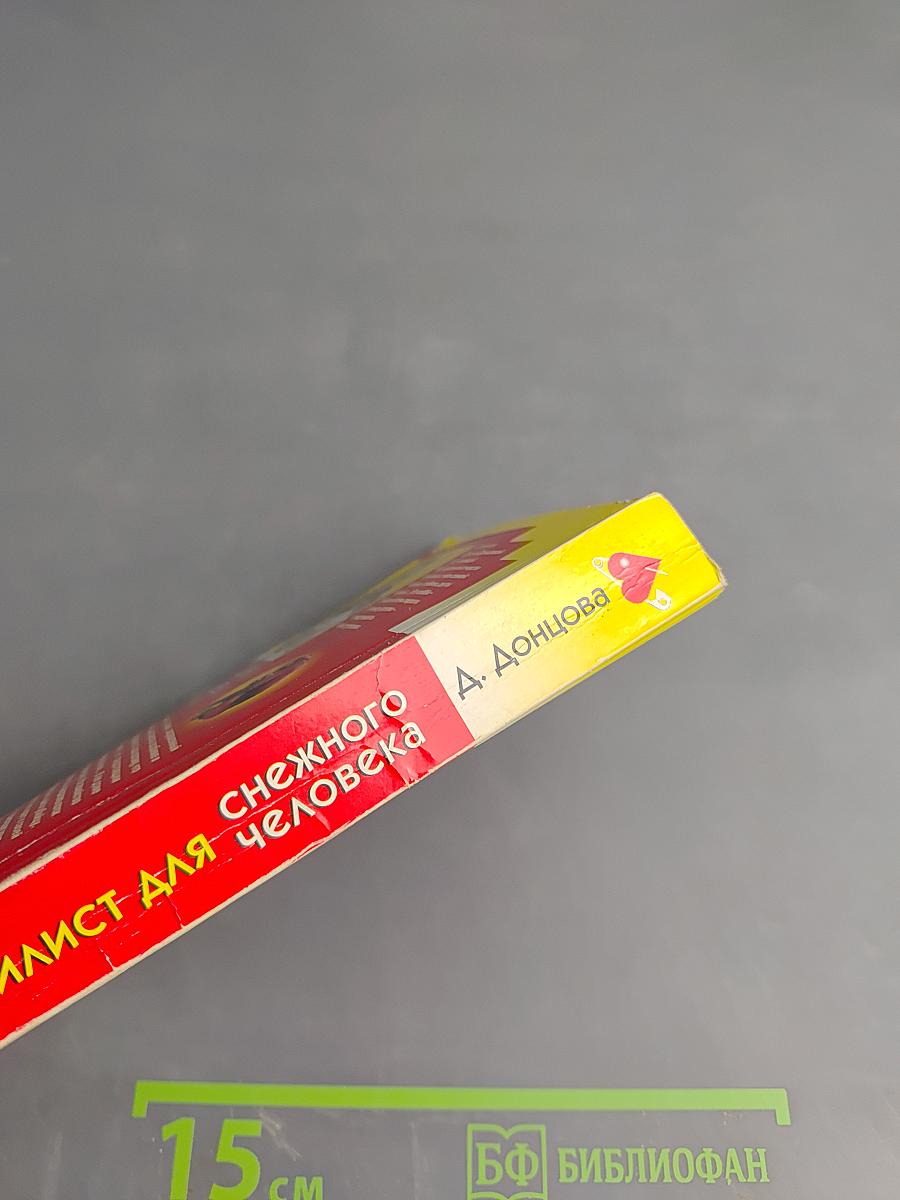 Д. Донцова
илист для
снежного
человека
15 см
БФ БИБЛИОФАН